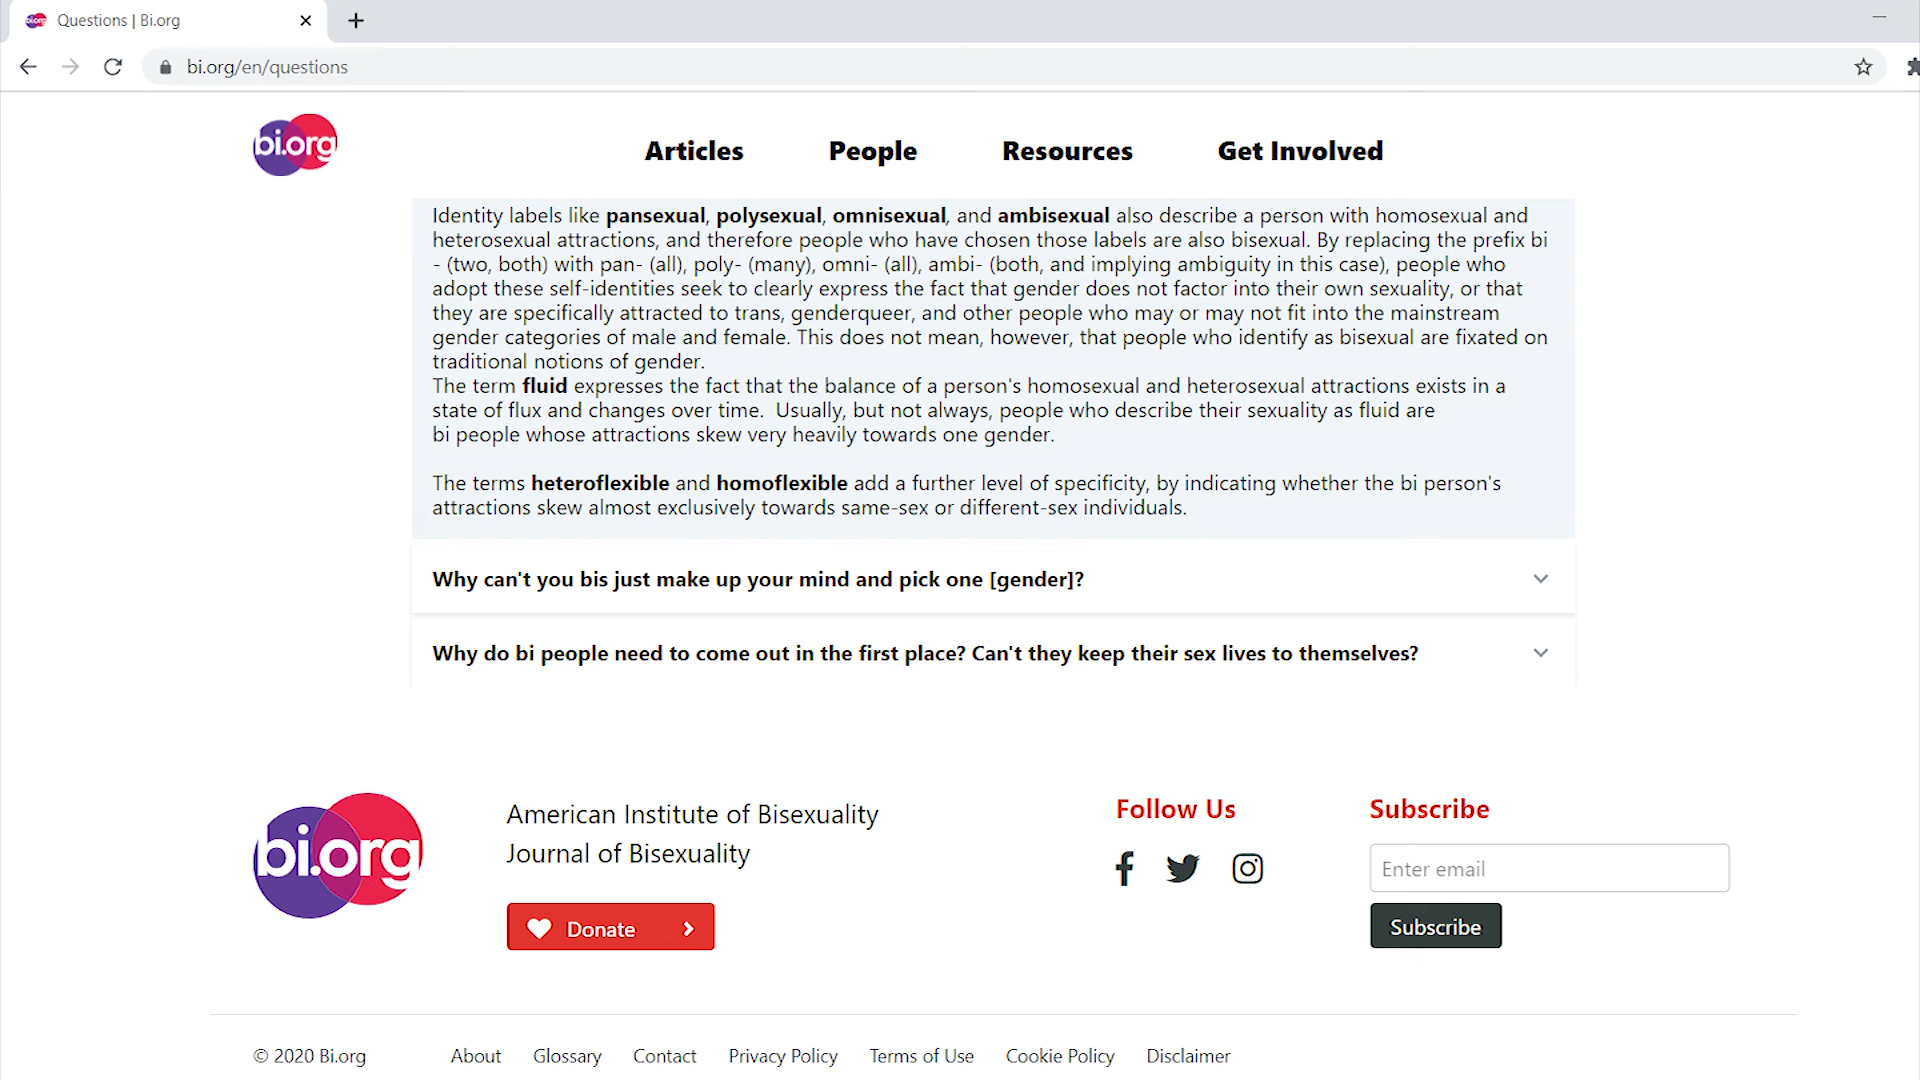 Questions | Bi.org
bi.org/en/questions
bi.org
Articles People Resources Get Involved
Identity labels like pansexual, polysexual, omnisexual, and ambisexual also describe a person with homosexual and
heterosexual attractions, and therefore people who have chosen those labels are also bisexual. By replacing the prefix bi
- (two, both) with pan- (all), poly- (many), omni- (all), ambi- (both, and implying ambiguity in this case), people who
adopt these self-identities seek to clearly express the fact that gender does not factor into their own sexuality, or that
they are specifically attracted to trans, genderqueer, and other people who may or may not fit into the mainstream
gender categories of male and female. This does not mean, however, that people who identify as bisexual are fixated on
traditional notions of gender.
The term fluid expresses the fact that the balance of a person's homosexual and heterosexual attractions exists in a
state of flux and changes over time. Usually, but not always, people who describe their sexuality as fluid are
bi people whose attractions skew very heavily towards one gender.
The terms heteroflexible and homoflexible add a further level of specificity, by indicating whether the bi person's
attractions skew almost exclusively towards same-sex or different-sex individuals.
Why can't you bis just make up your mind and pick one [gender]?
Why do bi people need to come out in the first place? Can't they keep their sex lives to themselves?
bi.org
American Institute of Bisexuality
Journal of Bisexuality
Donate
Follow Us
Subscribe
Enter email
Subscribe
© 2020 Bi.org About Glossary Contact Privacy Policy Terms of Use Cookie Policy Disclaimer